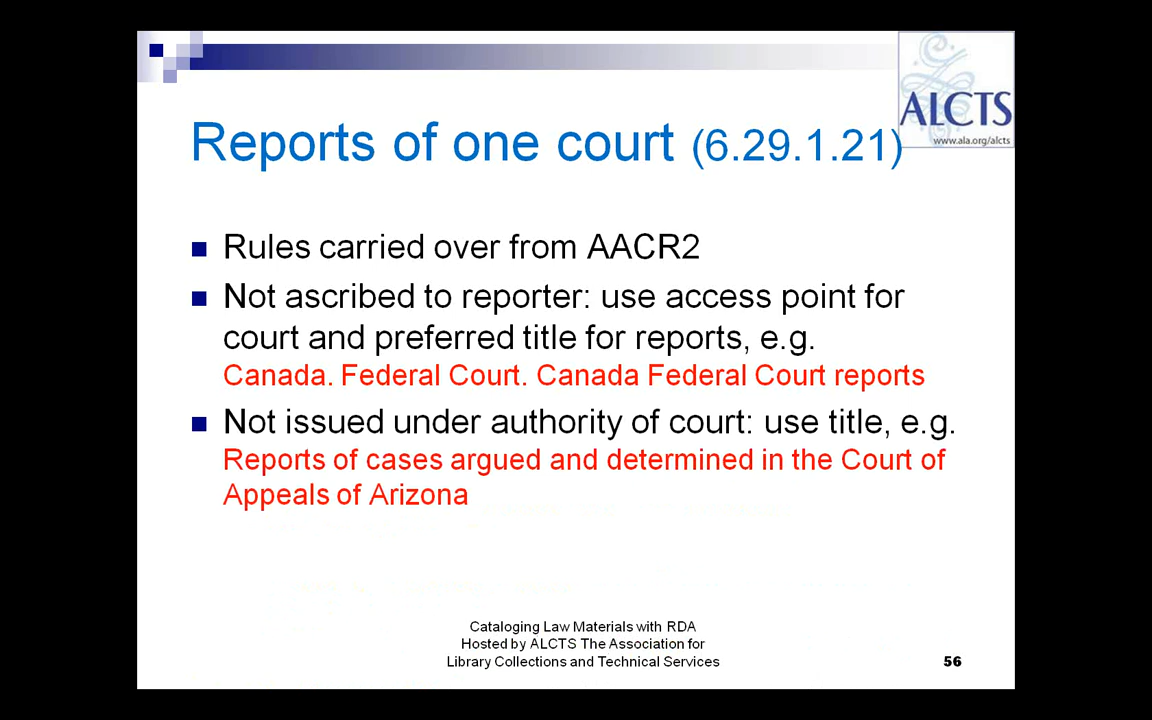 ALCTS
www.ala.org/alcts
Reports of one court (6.29.1.21)
Rules carried over from AACR2
Not ascribed to reporter: use access point for
court and preferred title for reports, e.g.
Canada. Federal Court. Canada Federal Court reports
Not issued under authority of court: use title, e.g.
Reports of cases argued and determined in the Court of
Appeals of Arizona
Cataloging Law Materials with RDA
Hosted by ALCTS The Association for
Library Collections and Technical Services
56